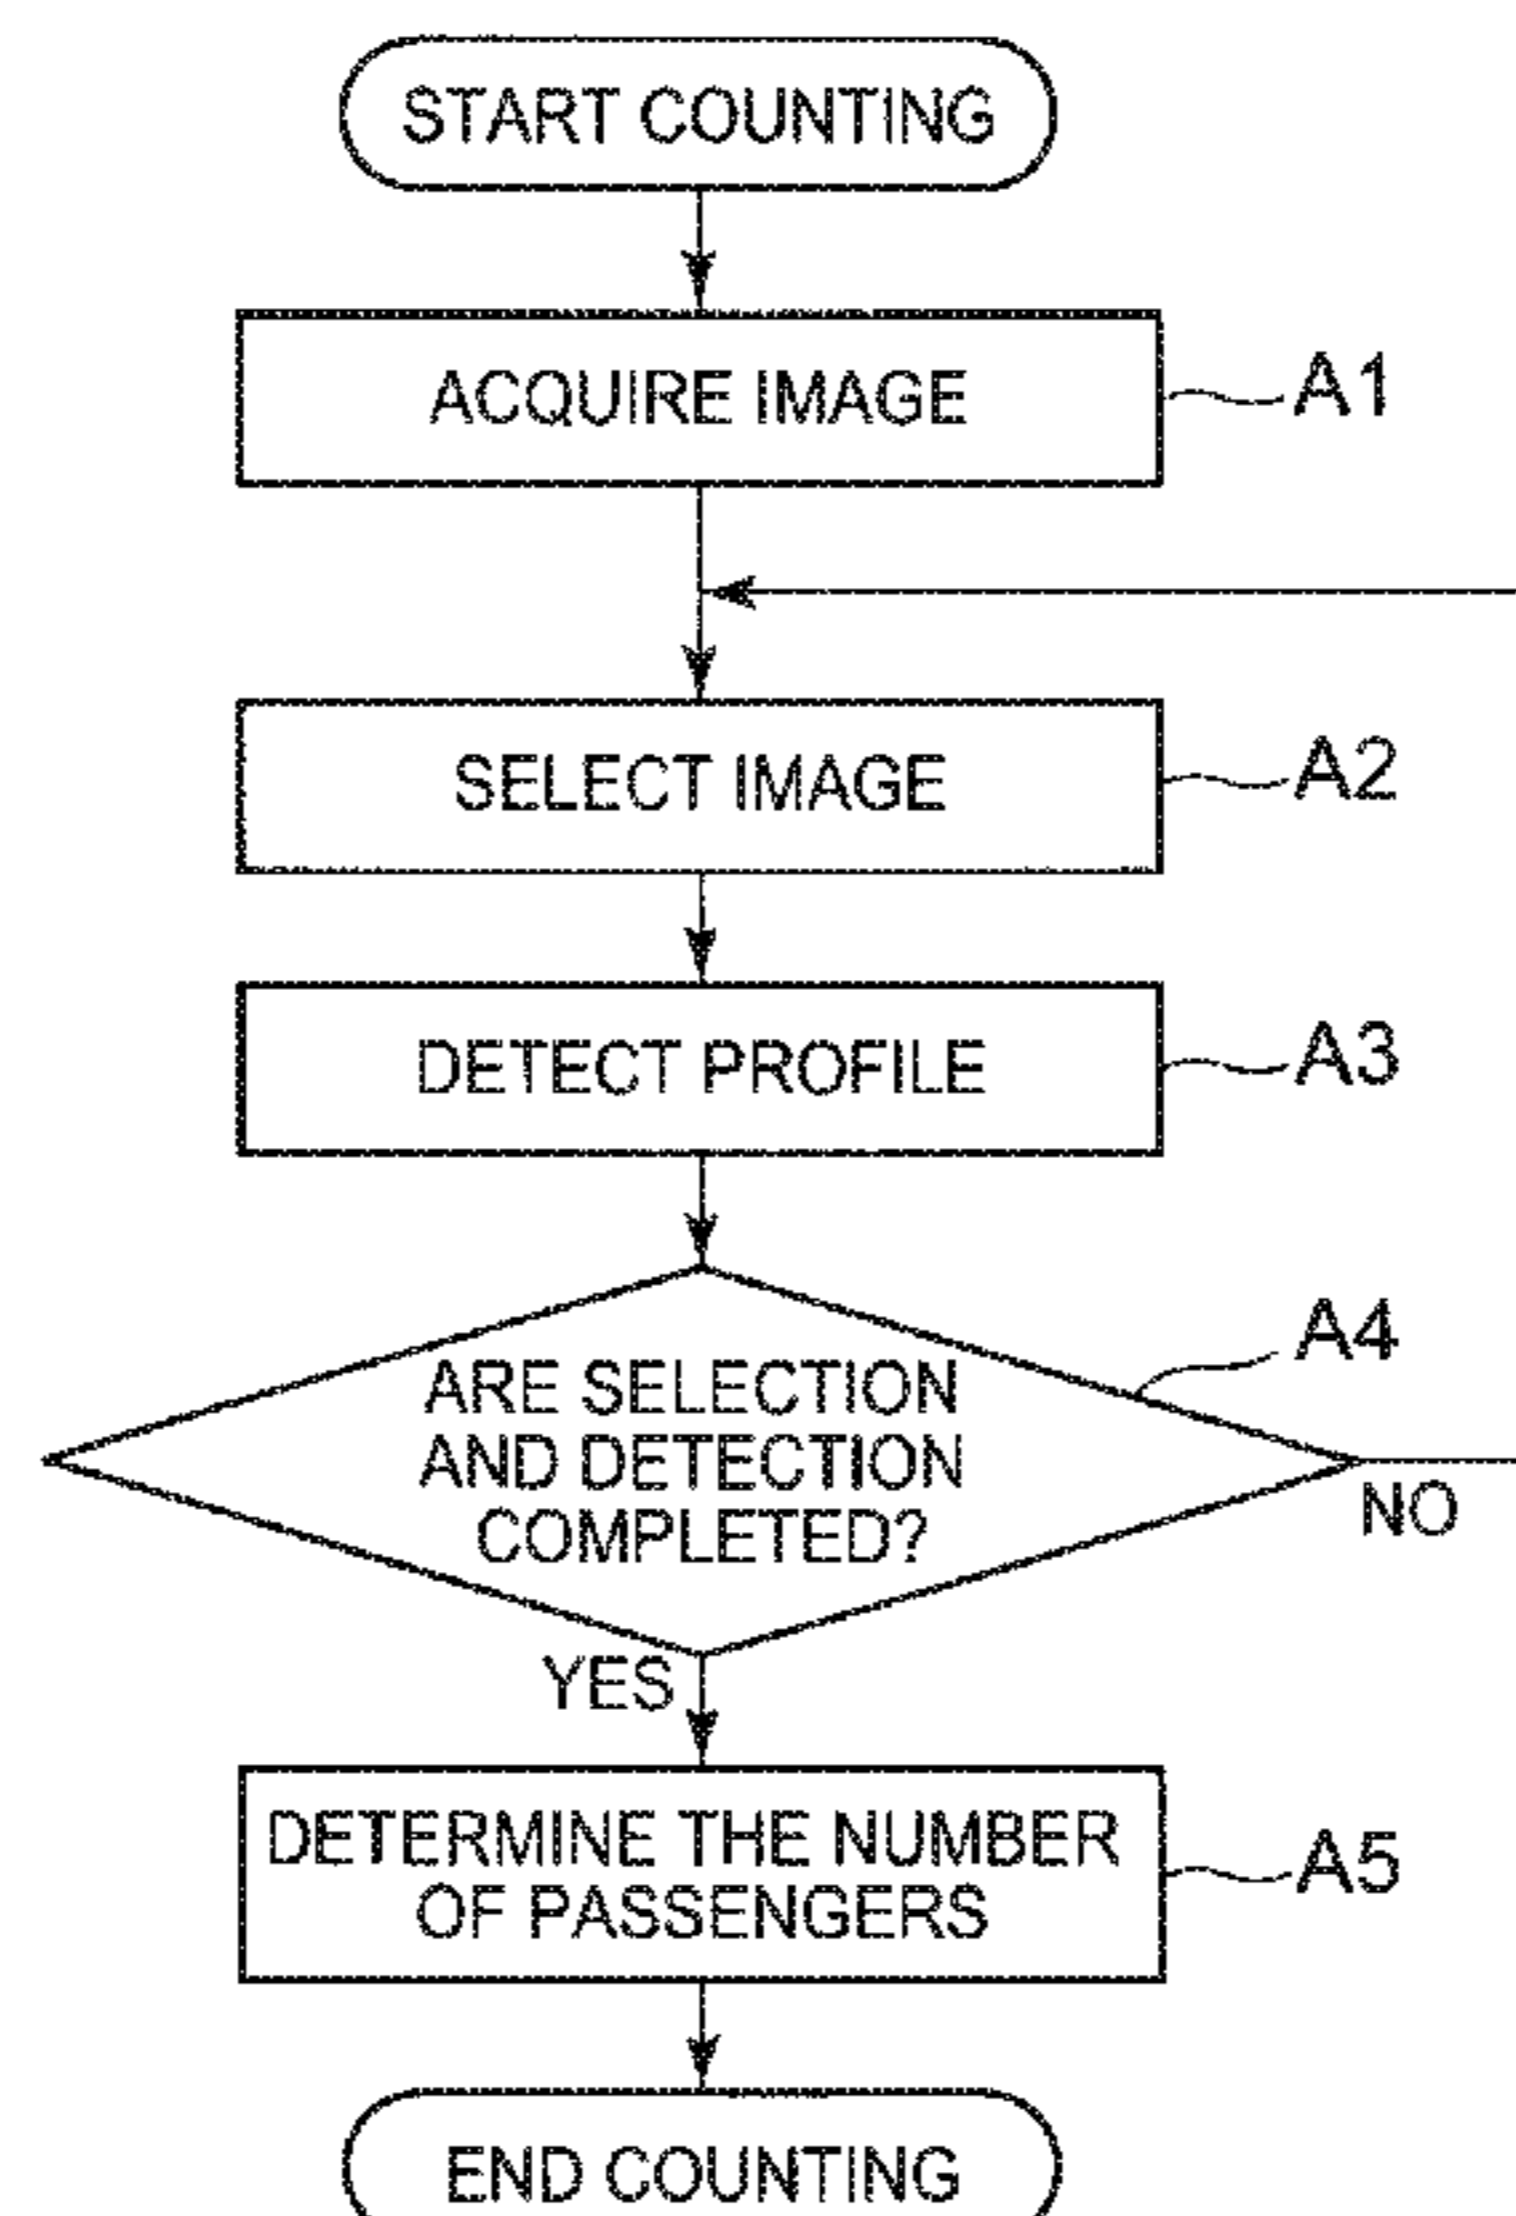 START COUNTING
ACQUIRE IMAGE
A1
SELECT IMAGE
A2
DETECT PROFILE
A3
A4
ARE SELECTION
AND DETECTION
COMPLETED?
NO
YES
DETERMINE THE NUMBER
OF PASSENGERS
A5
END COUNTING